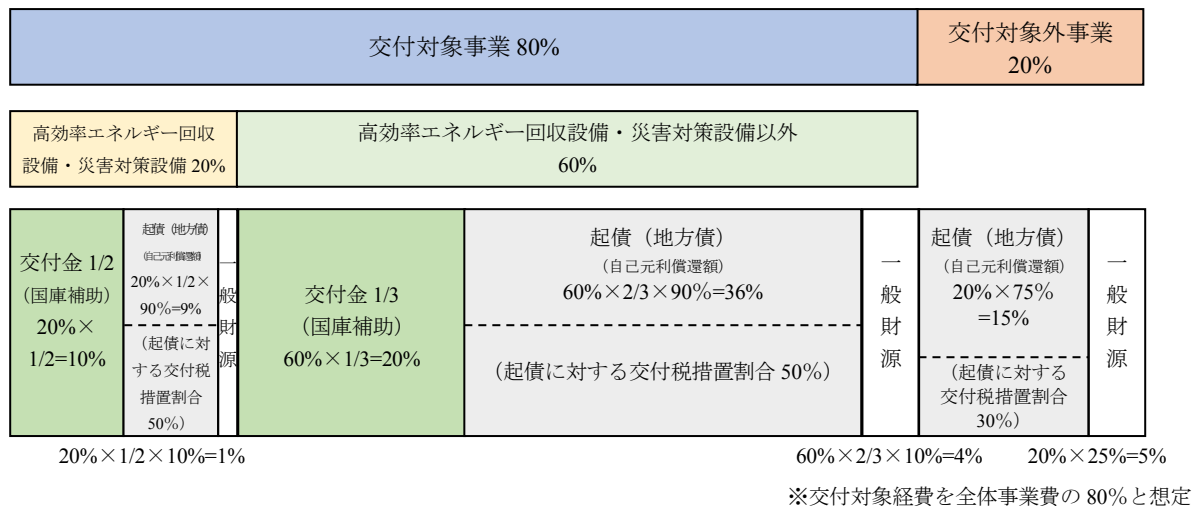 交付対象事業 80%
交付対象外事業
20%
高効率エネルギー回収
設備・災害対策設備 20%
高効率エネルギー回収設備・災害対策設備以外
60%
交付金 1/2
（国庫補助）
20%×
1/2=10%
起債（地方債）
（自己元利償還額）
20%×1/2×
90%=9%
（起債に対
する交付税
措置割合
50%）
一般財源
交付金 1/3
（国庫補助）
60%×1/3=20%
起債（地方債）
（自己元利償還額）
60%×2/3×90%=36%
（起債に対する交付税措置割合 50%）
一
般
財
源
起債（地方債）
（自己元利償還額）
20%×75%
=15%
（起債に対する
交付税措置割合
30%）
一
般
財
源
20%×1/2×10%=1%
60%×2/3×10%=4%
20%×25%=5%
※交付対象経費を全体事業費の 80%と想定